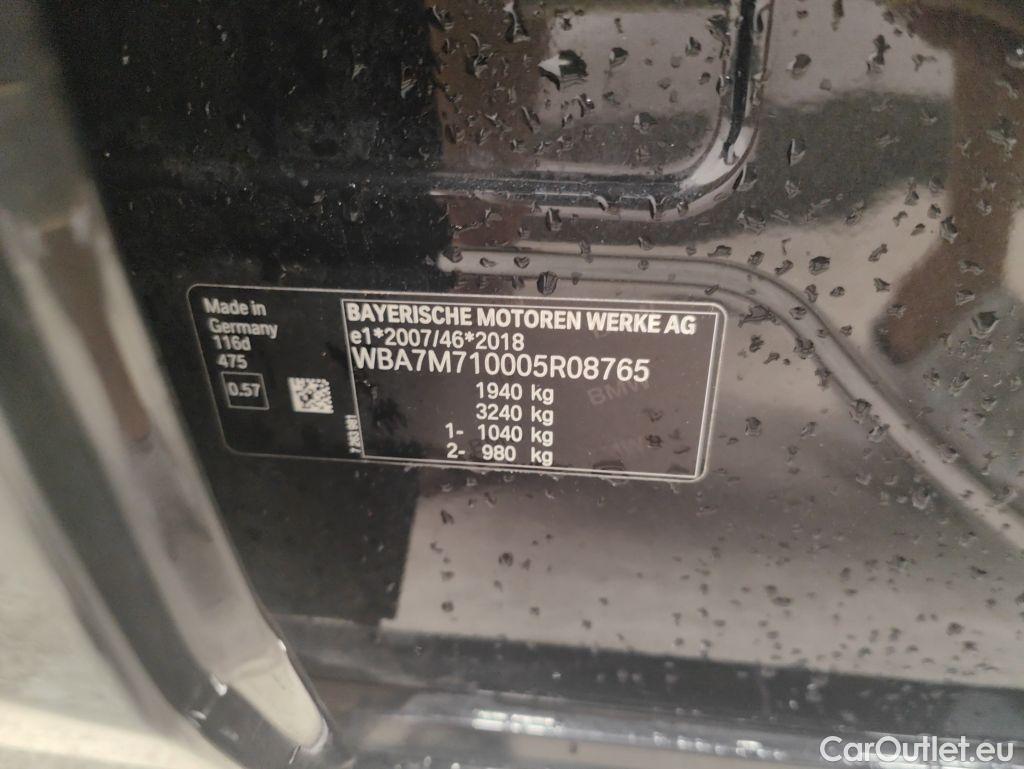 Made in
Germany
116d
475
0.57
BAYERISCHE MOTOREN WERKE AG
e1*2007/46*2018
WBA7M710005R08765
1940 kg
3240 kg
1- 1040 kg
2- 980 kg
CarOutlet.eu